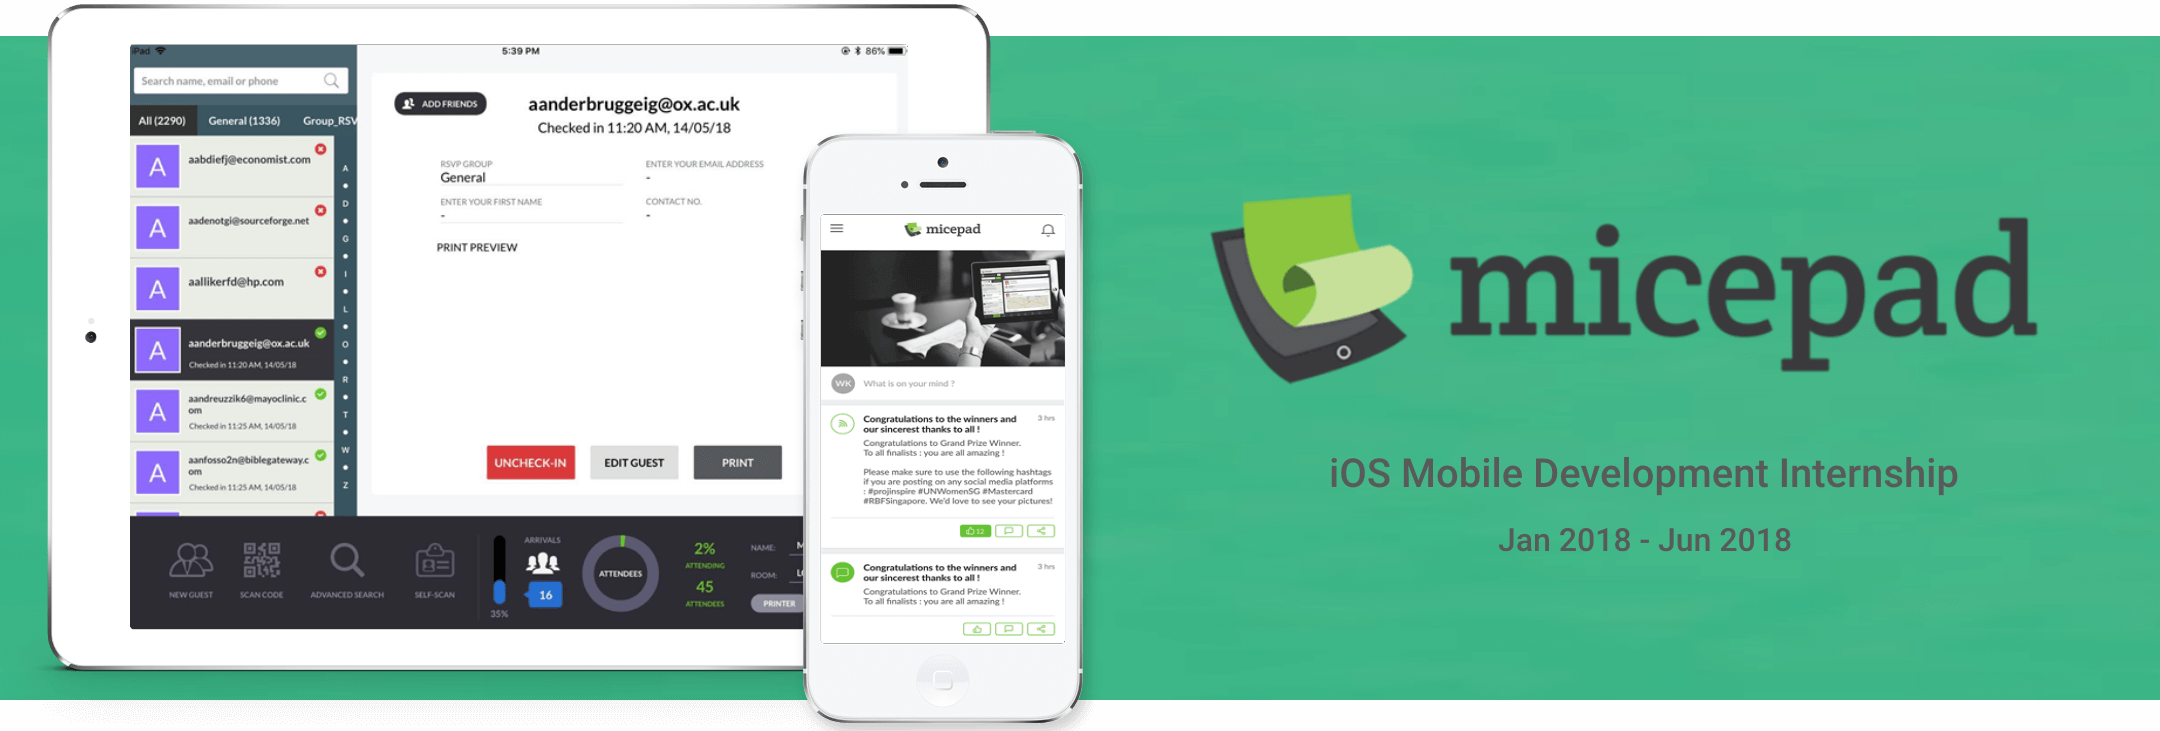 iPad
5:39 PM
86%
Search name, email or phone
All (2290)
General (1336)
Group_RSV
A
aabdiefj@economist.com
A
aadenotgi@sourceforge.net
A
aallikerfd@hp.com
A
aanderbruggeig@ox.ac.uk
Checked in 11:20 AM, 14/05/18
A
aandreuzzik6@mayoclinic.c
om
Checked in 11:25 AM, 14/05/18
A
aanfosso2n@biblegateway.c
om
Checked in 11:25 AM, 14/05/18
A
D
G
I
L
O
R
T
W
Z
ADD FRIENDS
aanderbruggeig@ox.ac.uk
Checked in 11:20 AM, 14/05/18
RSVP GROUP
General
ENTER YOUR EMAIL ADDRESS
-
ENTER YOUR FIRST NAME
-
CONTACT NO.
-
PRINT PREVIEW
UNCHECK-IN
EDIT GUEST
PRINT
NEW GUEST
SCAN CODE
ADVANCED SEARCH
SELF-SCAN
35%
ARRIVALS
16
ATTENDEES
2%
ATTENDING
45
ATTENDEES
NAME:
M
ROOM:
PRINTER
micepad
WK
What is on your mind ?
Congratulations to the winners and
our sincerest thanks to all !
3 hrs
Congratulations to Grand Prize Winner.
To all finalists : you are all amazing !
Please make sure to use the following hashtags
if you are posting on any social media platforms
: #projinspire #UNWomenSG #Mastercard
#RBFSingapore. We'd love to see your pictures!
12
Congratulations to the winners and
our sincerest thanks to all !
3 hrs
Congratulations to Grand Prize Winner.
To all finalists : you are all amazing !
micepad
iOS Mobile Development Internship
Jan 2018 - Jun 2018